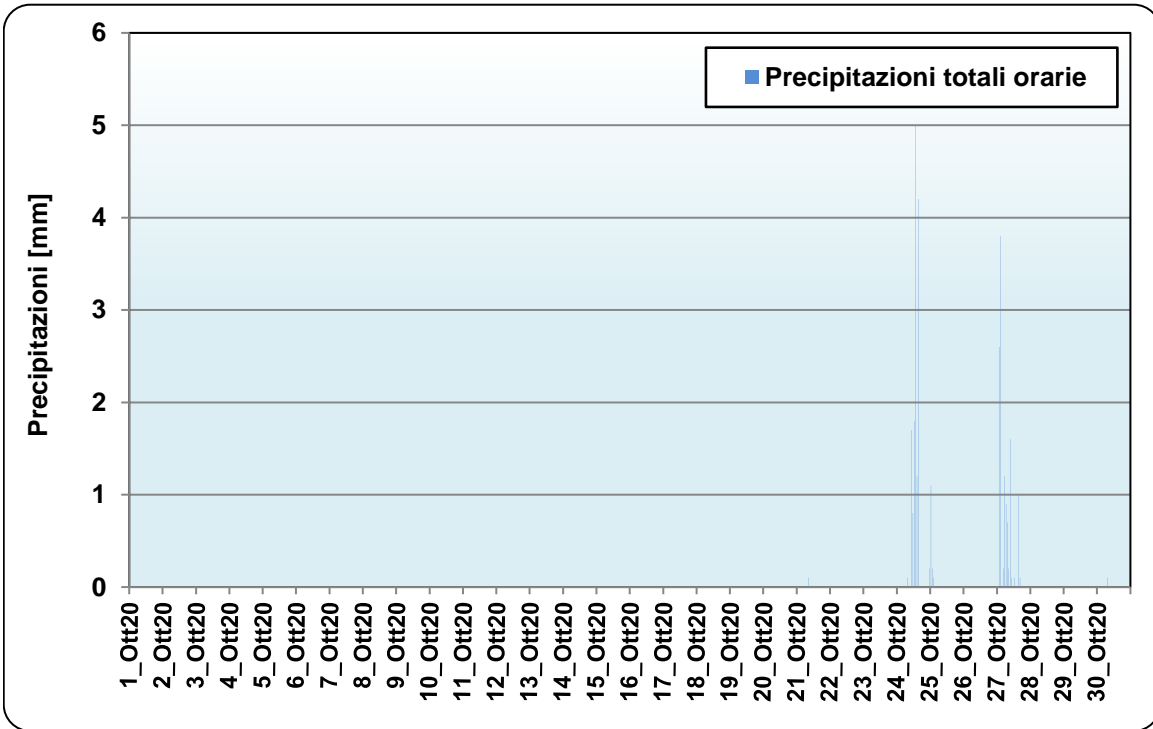 Precipitazioni totali orarie
Precipitazioni [mm]
6
5
4
3
2
1
0
1_Ott20
2_Ott20
3_Ott20
4_Ott20
5_Ott20
6_Ott20
7_Ott20
8_Ott20
9_Ott20
10_Ott20
11_Ott20
12_Ott20
13_Ott20
14_Ott20
15_Ott20
16_Ott20
17_Ott20
18_Ott20
19_Ott20
20_Ott20
21_Ott20
22_Ott20
23_Ott20
24_Ott20
25_Ott20
26_Ott20
27_Ott20
28_Ott20
29_Ott20
30_Ott20